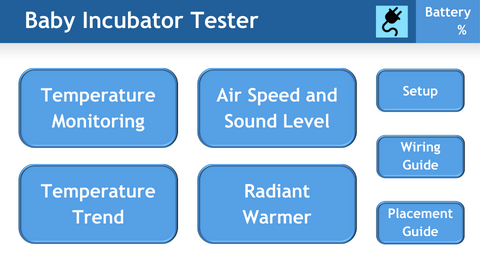 Baby Incubator Tester
Battery
%
Temperature
Monitoring
Air Speed and
Sound Level
Setup
Wiring
Guide
Temperature
Trend
Radiant
Warmer
Placement
Guide